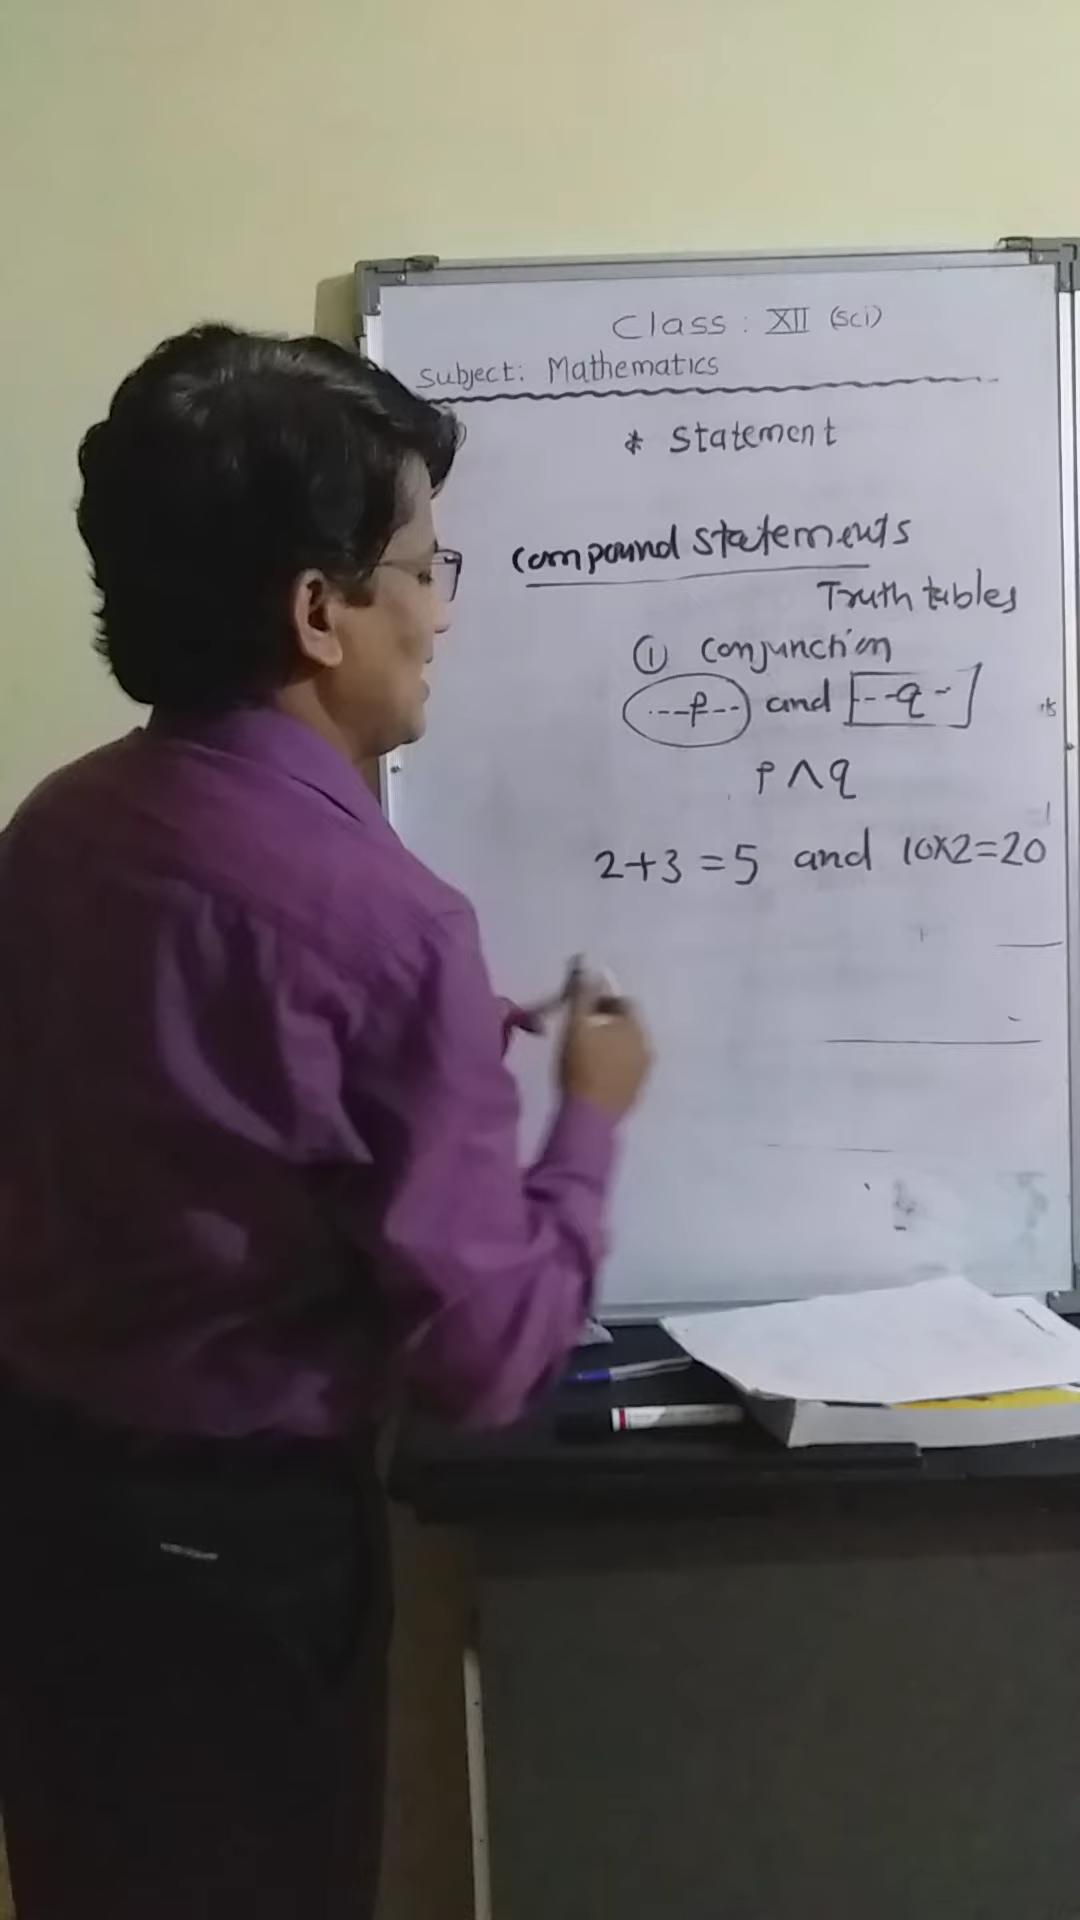 Class : XII (Sci)
Subject: Mathematics
* Statement
Compound Statements
Truth tables
① Conjunction
---p--- and --q-
p ∧ q
2+3=5 and 10×2=20